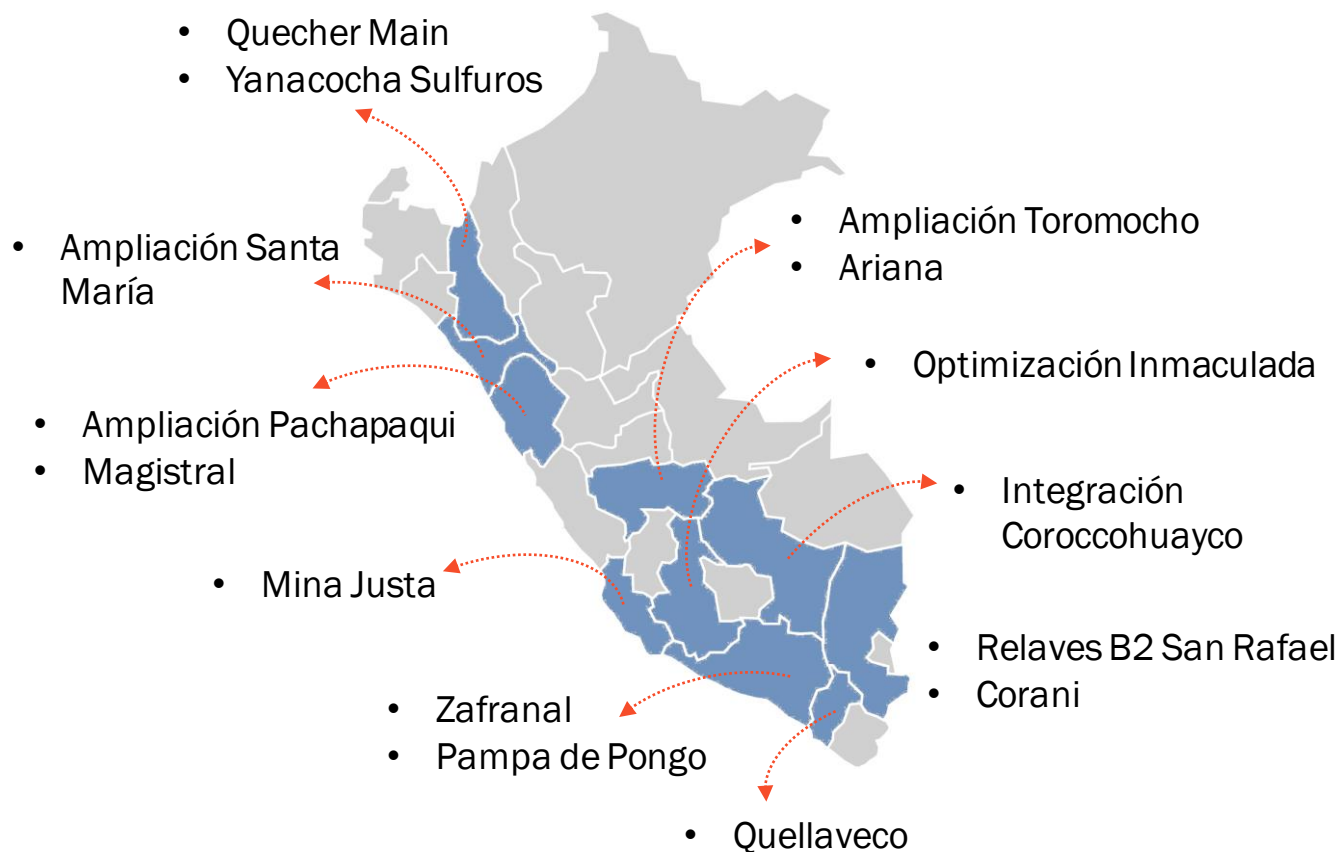 • Quecher Main
• Yanacocha Sulfuros
• Ampliación Santa
María
• Ampliación Pachapaqui
• Magistral
• Mina Justa
• Zafranal
• Pampa de Pongo
• Quellaveco
• Ampliación Toromocho
• Ariana
• Optimización Inmaculada
• Integración
Coroccohuayco
• Relaves B2 San Rafael
• Corani